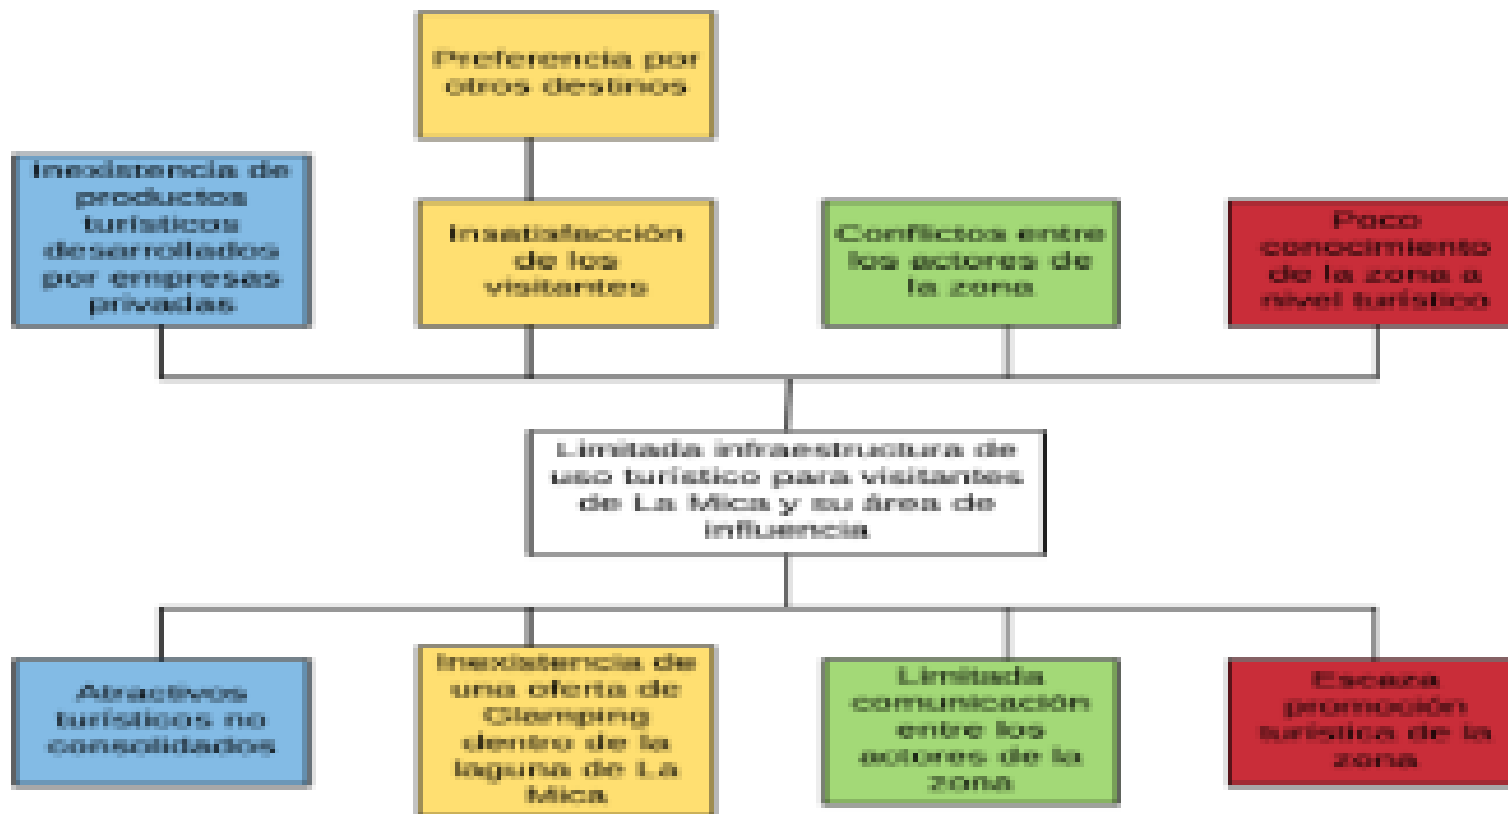 Preferencia por
otros destinos
Inexistencia de
productos
turísticos
desarrollados
por empresas
privadas
Insatisfacción
de los
visitantes
Conflictos entre
los actores de
la zona
Poco
conocimiento
de la zona a
nivel turístico
Limitada infraestructura de
uso turístico para visitantes
de La Mica y su área de
influencia
Atractivos
turísticos no
consolidados
Inexistencia de
una oferta de
Glamping
dentro de la
laguna de La
Mica
Limitada
comunicación
entre los
actores de la
zona
Escaza
promoción
turística de la
zona